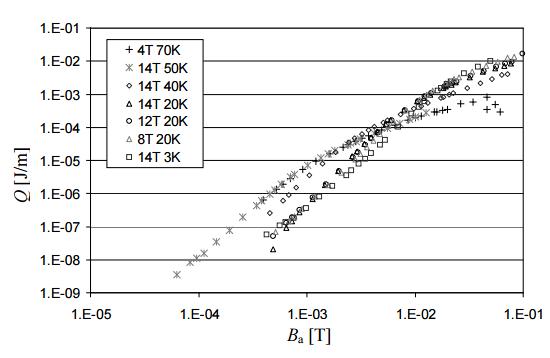 1.E-01
1.E-02
1.E-03
1.E-04
1.E-05
1.E-06
1.E-07
1.E-08
1.E-09
Q [J/m]
4T 70K
14T 50K
14T 40K
14T 20K
12T 20K
8T 20K
14T 3K
1.E-05 1.E-04 1.E-03 1.E-02 1.E-01
Ba [T]